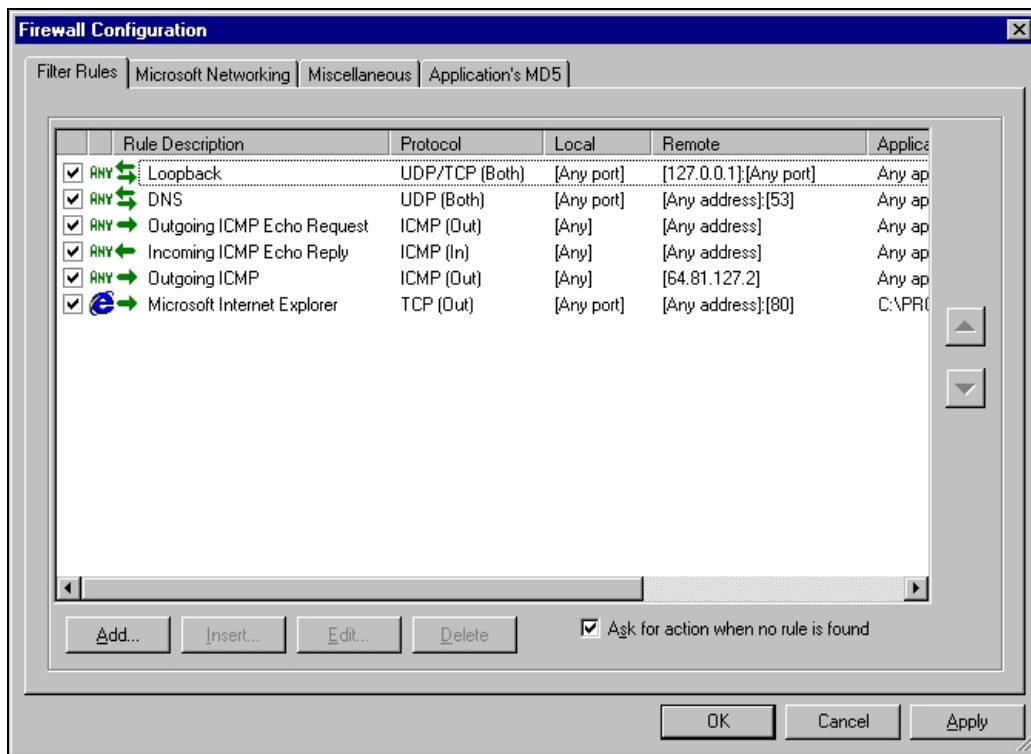 Firewall Configuration
Filter Rules Microsoft Networking Miscellaneous Application's MD5
Rule Description Protocol Local Remote Applica
ANY Loopback UDP/TCP (Both) [Any port] [127.0.0.1]:[Any port] Any ap
ANY DNS UDP (Both) [Any port] [Any address]:[53] Any ap
ANY Outgoing ICMP Echo Request ICMP (Out) [Any] [Any address] Any ap
ANY Incoming ICMP Echo Reply ICMP (In) [Any] [Any address] Any ap
ANY Outgoing ICMP ICMP (Out) [Any] [64.81.127.2] Any ap
Microsoft Internet Explorer TCP (Out) [Any port] [Any address]:[80] C:\PR(
Add... Insert... Edit... Delete Ask for action when no rule is found
OK Cancel Apply